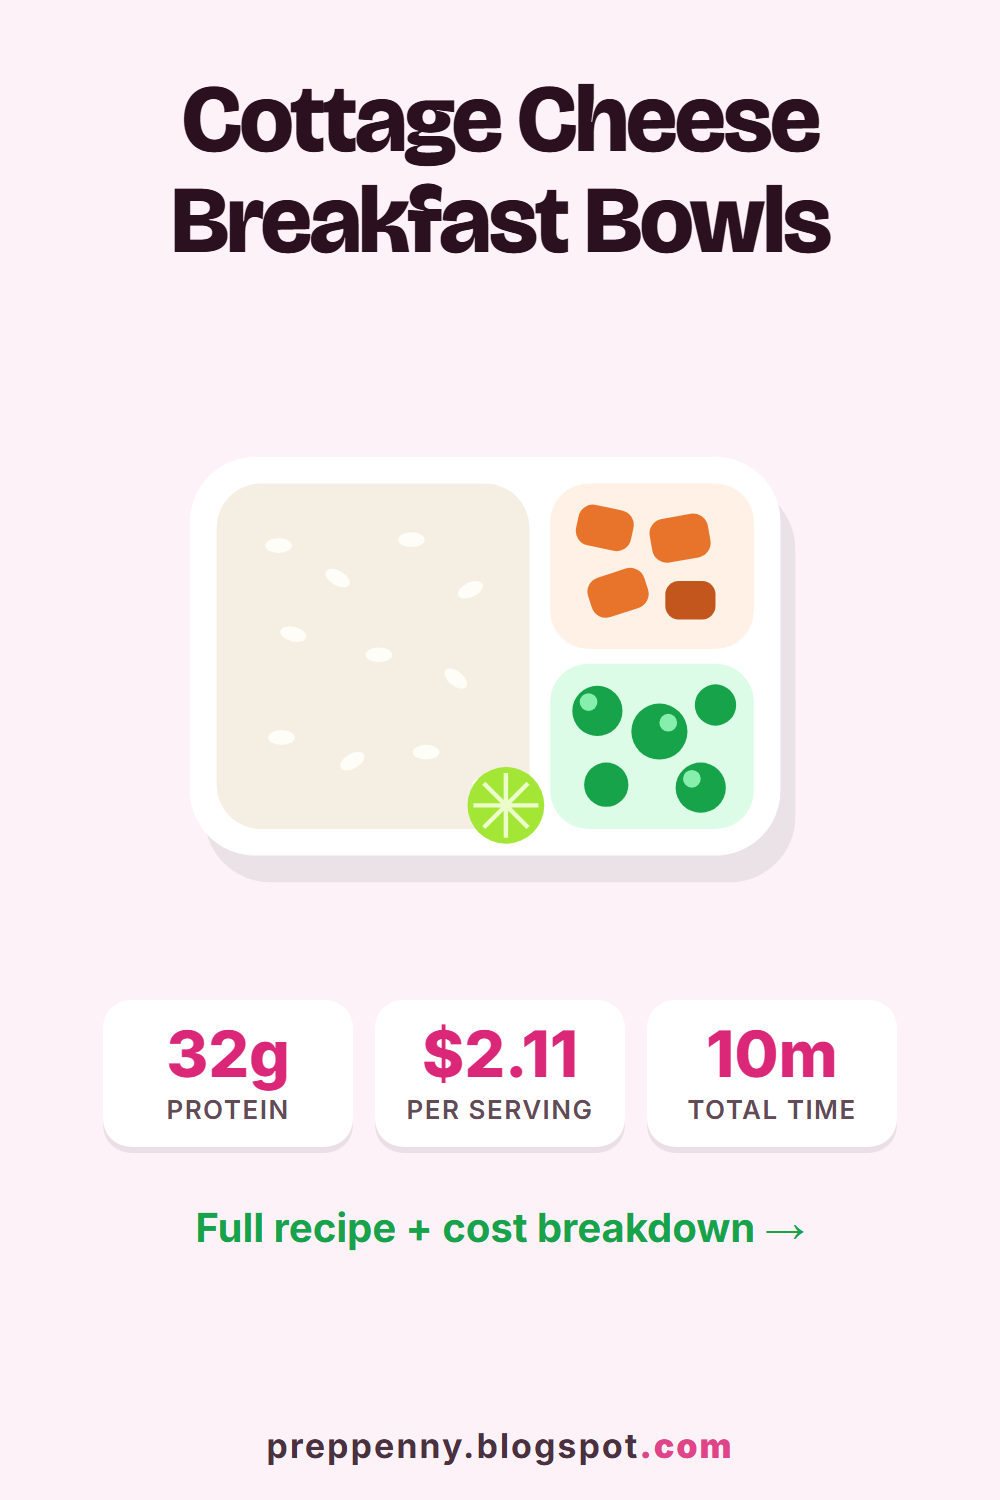 Cottage Cheese
Breakfast Bowls
32g
PROTEIN
$2.11
PER SERVING
10m
TOTAL TIME
Full recipe + cost breakdown →
preppenny.blogspot.com